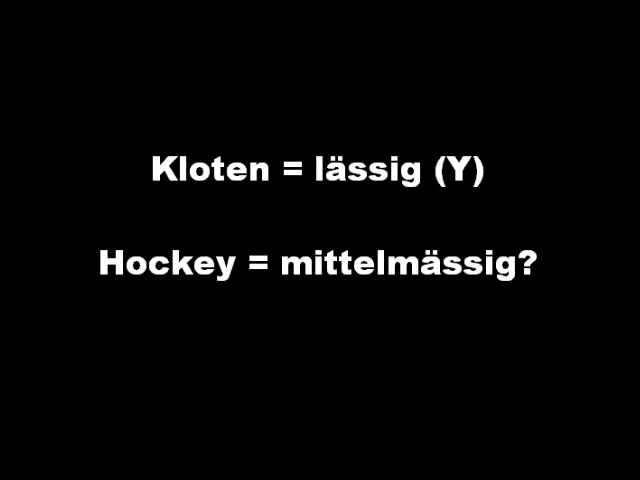 Kloten = lässig (Y)
Hockey = mittelmässig?